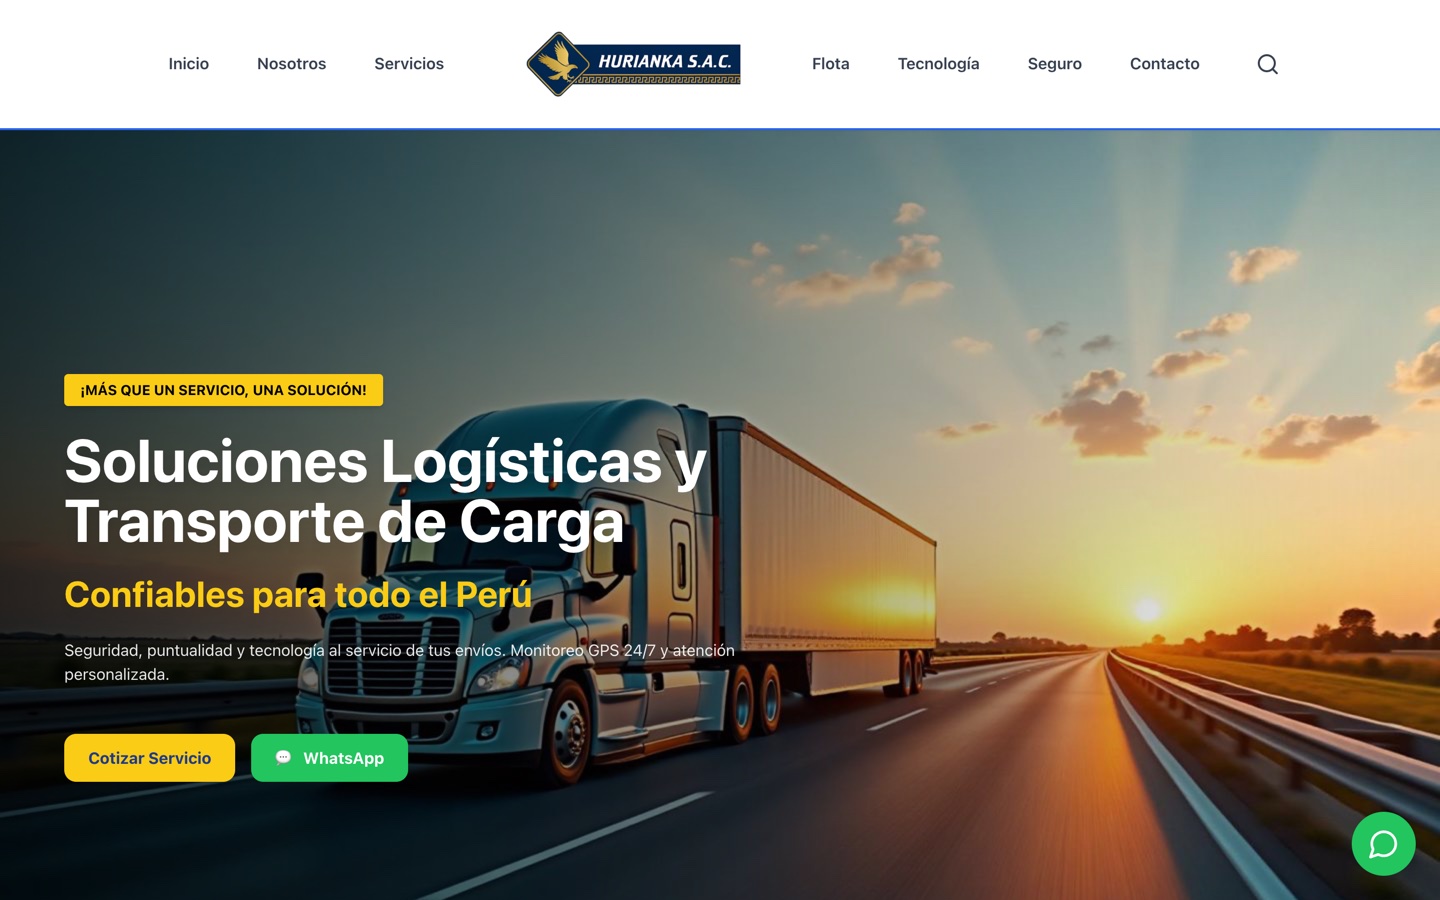 Inicio
Nosotros
Servicios
HURIANKA S.A.C.
Flota
Tecnología
Seguro
Contacto
¡MÁS QUE UN SERVICIO, UNA SOLUCIÓN!
Soluciones Logísticas y
Transporte de Carga
Confiables para todo el Perú
Seguridad, puntualidad y tecnología al servicio de tus envíos. Monitoreo GPS 24/7 y atención
personalizada.
Cotizar Servicio
WhatsApp